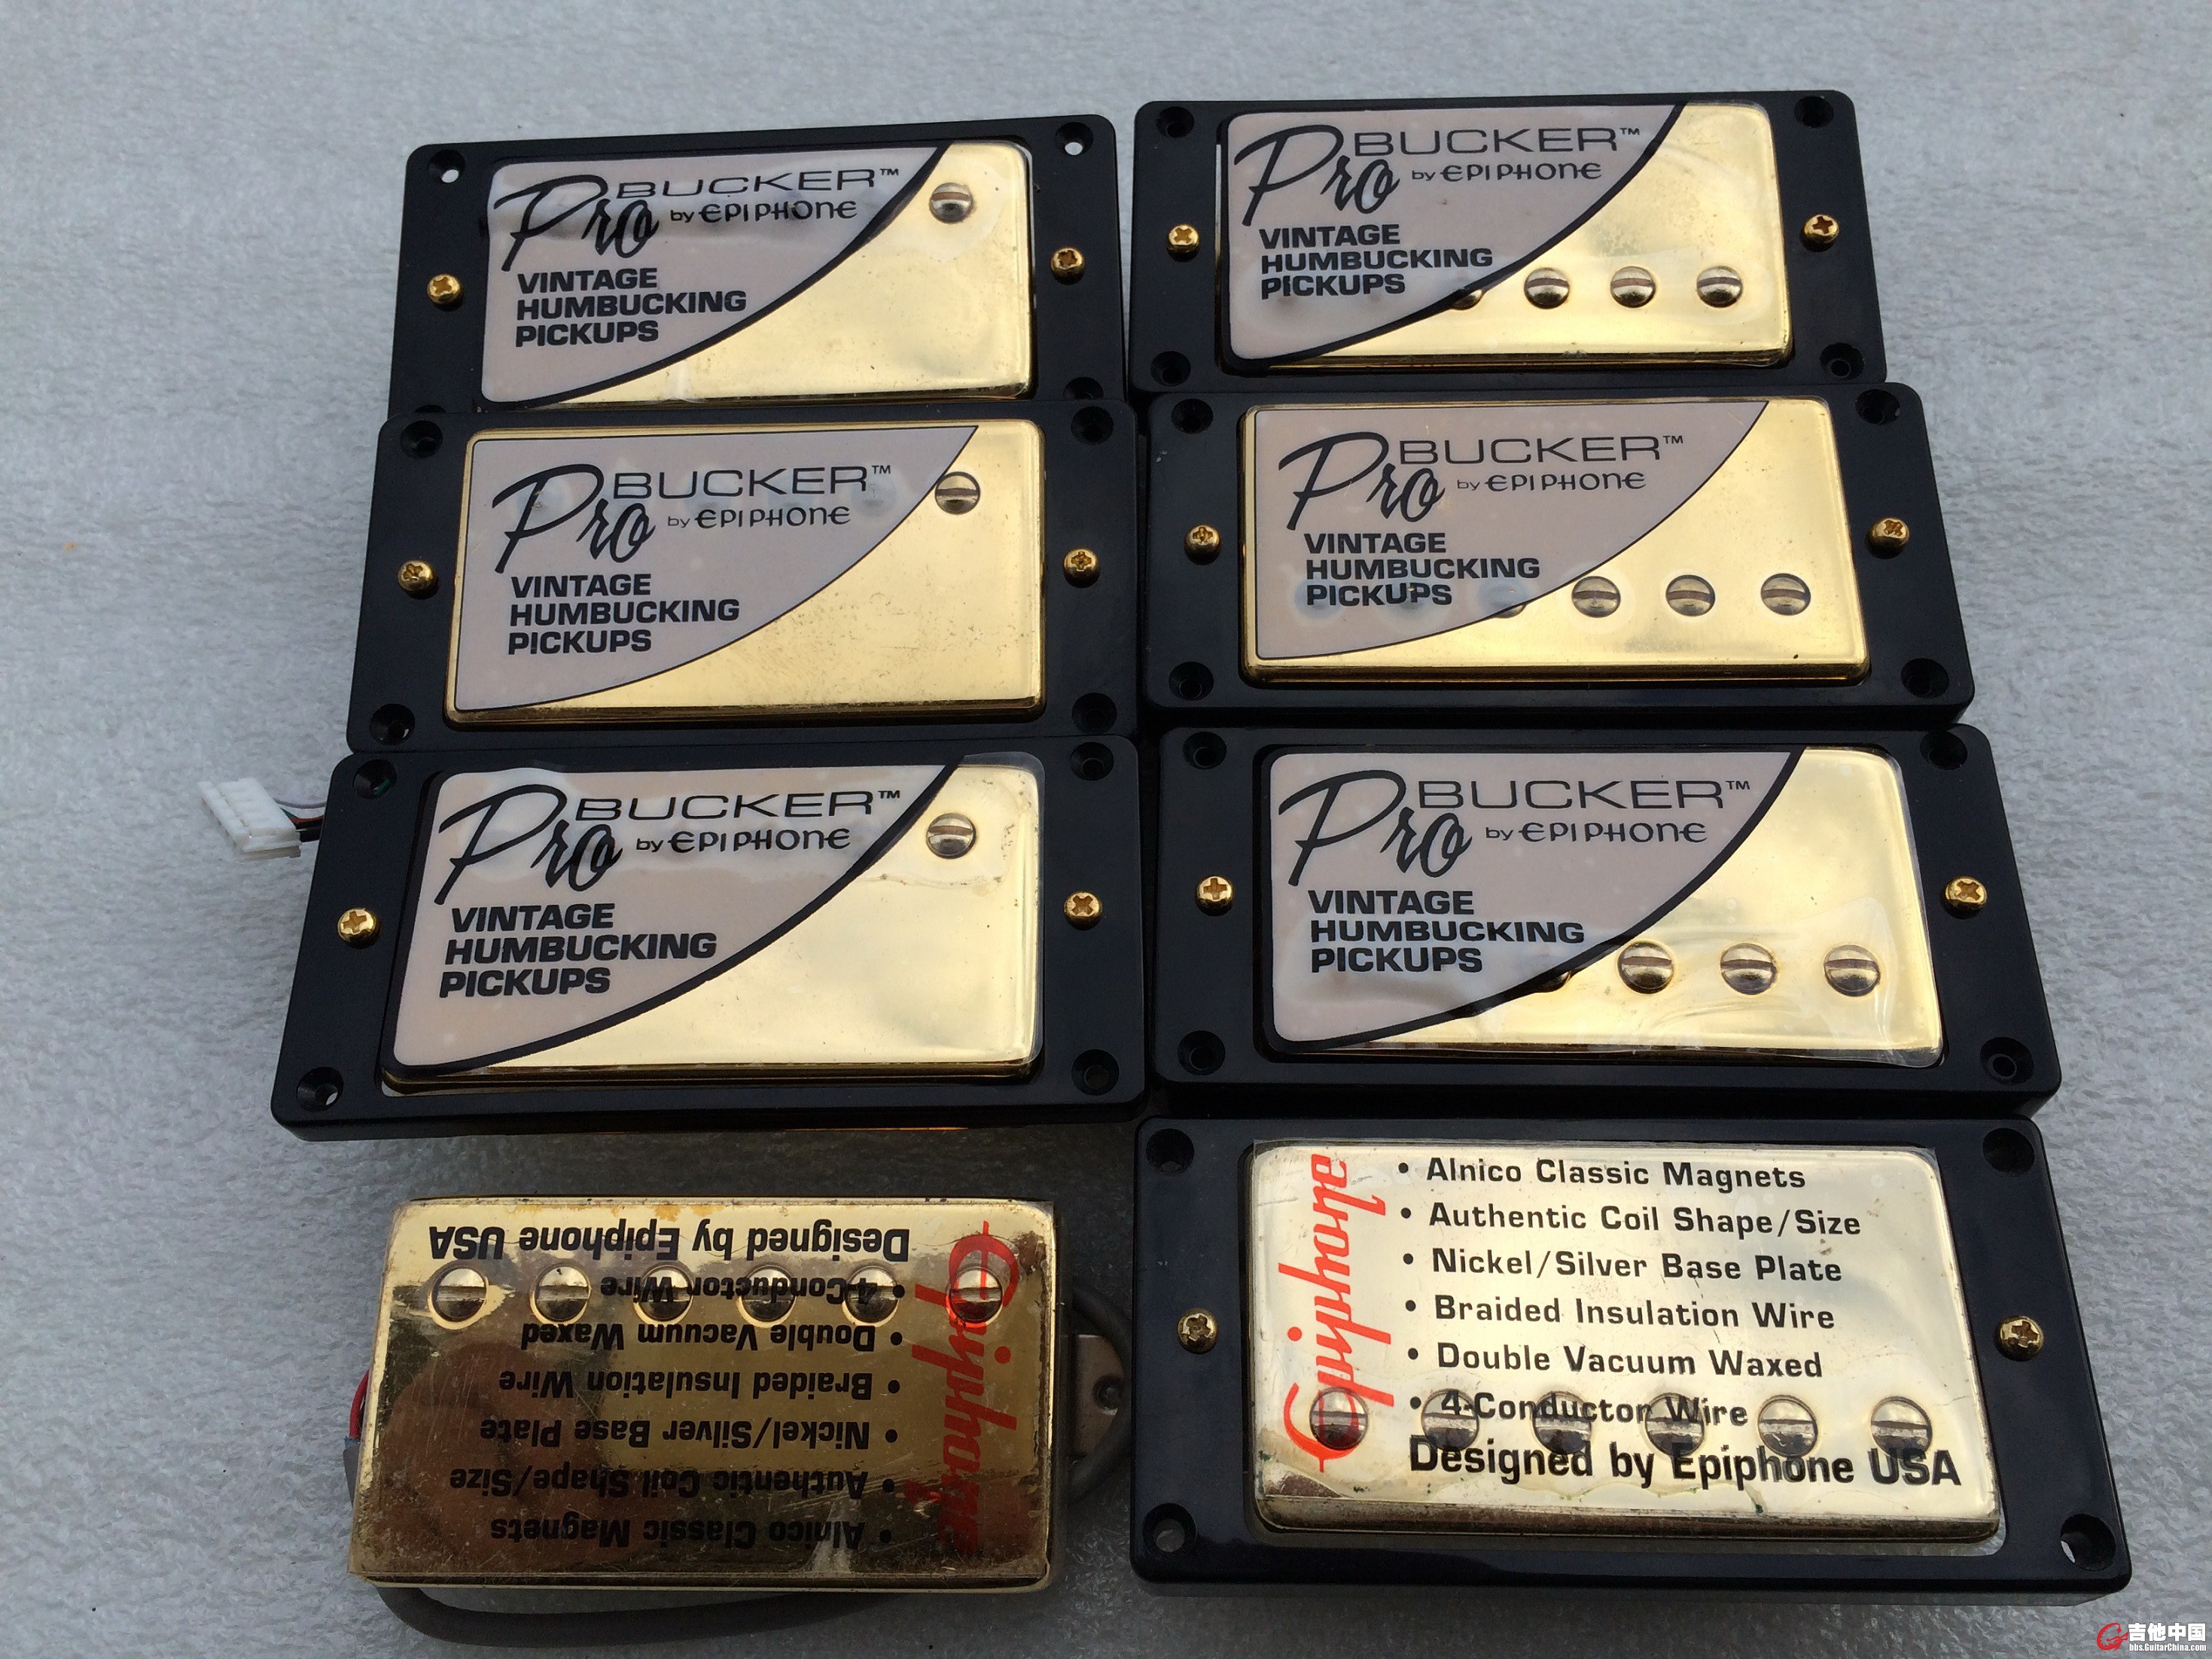 Pro BUCKER™
by EPIPHONE
VINTAGE
HUMBUCKING
PICKUPS
Pro BUCKER™
by EPIPHONE
VINTAGE
HUMBUCKING
PICKUPS
Pro BUCKER™
by EPIPHONE
VINTAGE
HUMBUCKING
PICKUPS
Pro BUCKER™
by EPIPHONE
VINTAGE
HUMBUCKING
PICKUPS
Pro BUCKER™
by EPIPHONE
VINTAGE
HUMBUCKING
PICKUPS
Pro BUCKER™
by EPIPHONE
VINTAGE
HUMBUCKING
PICKUPS
Epiphone
• Alnico Classic Magnets
• Authentic Coil Shape/Size
• Nickel/Silver Base Plate
• Braided Insulation Wire
• Double Vacuum Waxed
• 4-Conductor Wire
Designed by Epiphone USA
Epiphone
• Alnico Classic Magnets
• Authentic Coil Shape/Size
• Nickel/Silver Base Plate
• Braided Insulation Wire
• Double Vacuum Waxed
• 4-Conductor Wire
Designed by Epiphone USA
吉他中国
bbs.GuitarChina.com